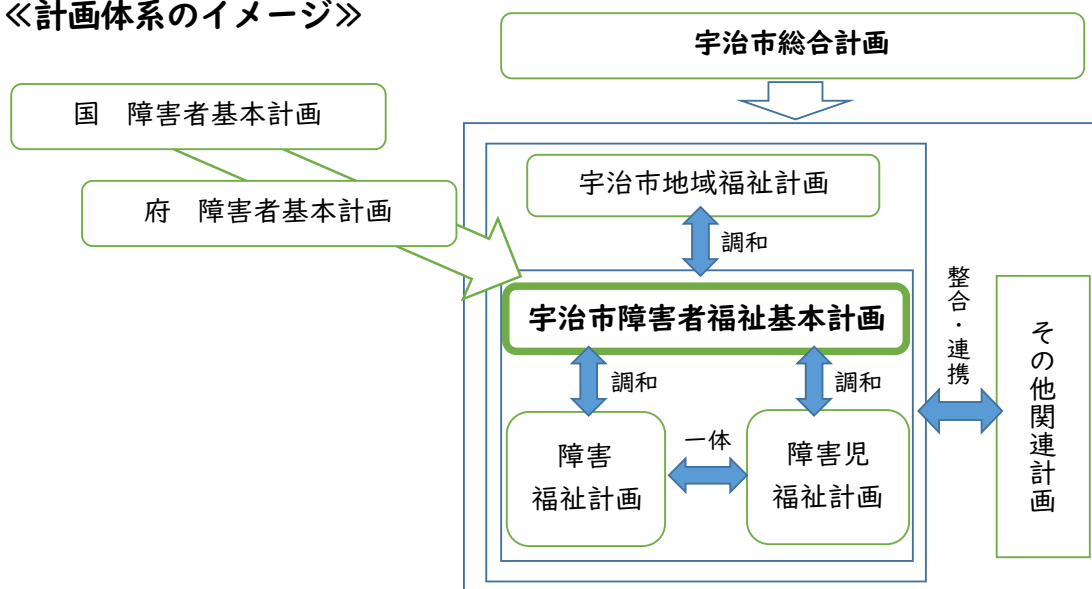 ≪計画体系のイメージ≫
宇治市総合計画
国　障害者基本計画
府　障害者基本計画
宇治市地域福祉計画
調和
宇治市障害者福祉基本計画
調和
調和
整合・連携
その他関連計画
障害
福祉計画
一体
障害児
福祉計画